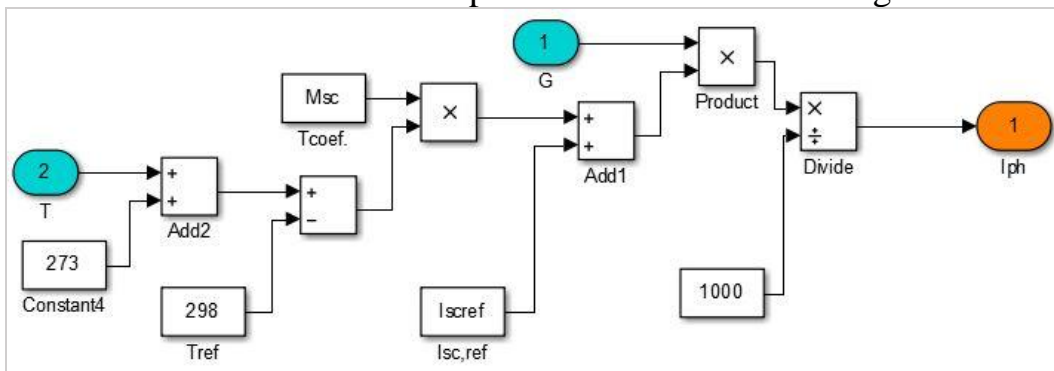 1
G
Msc
Tcoef.
×
×
Product
×
÷
Divide
1
Iph
+
+
Add1
2
T
+
+
Add2
+
−
273
Constant4
298
Tref
Iscref
Isc,ref
1000